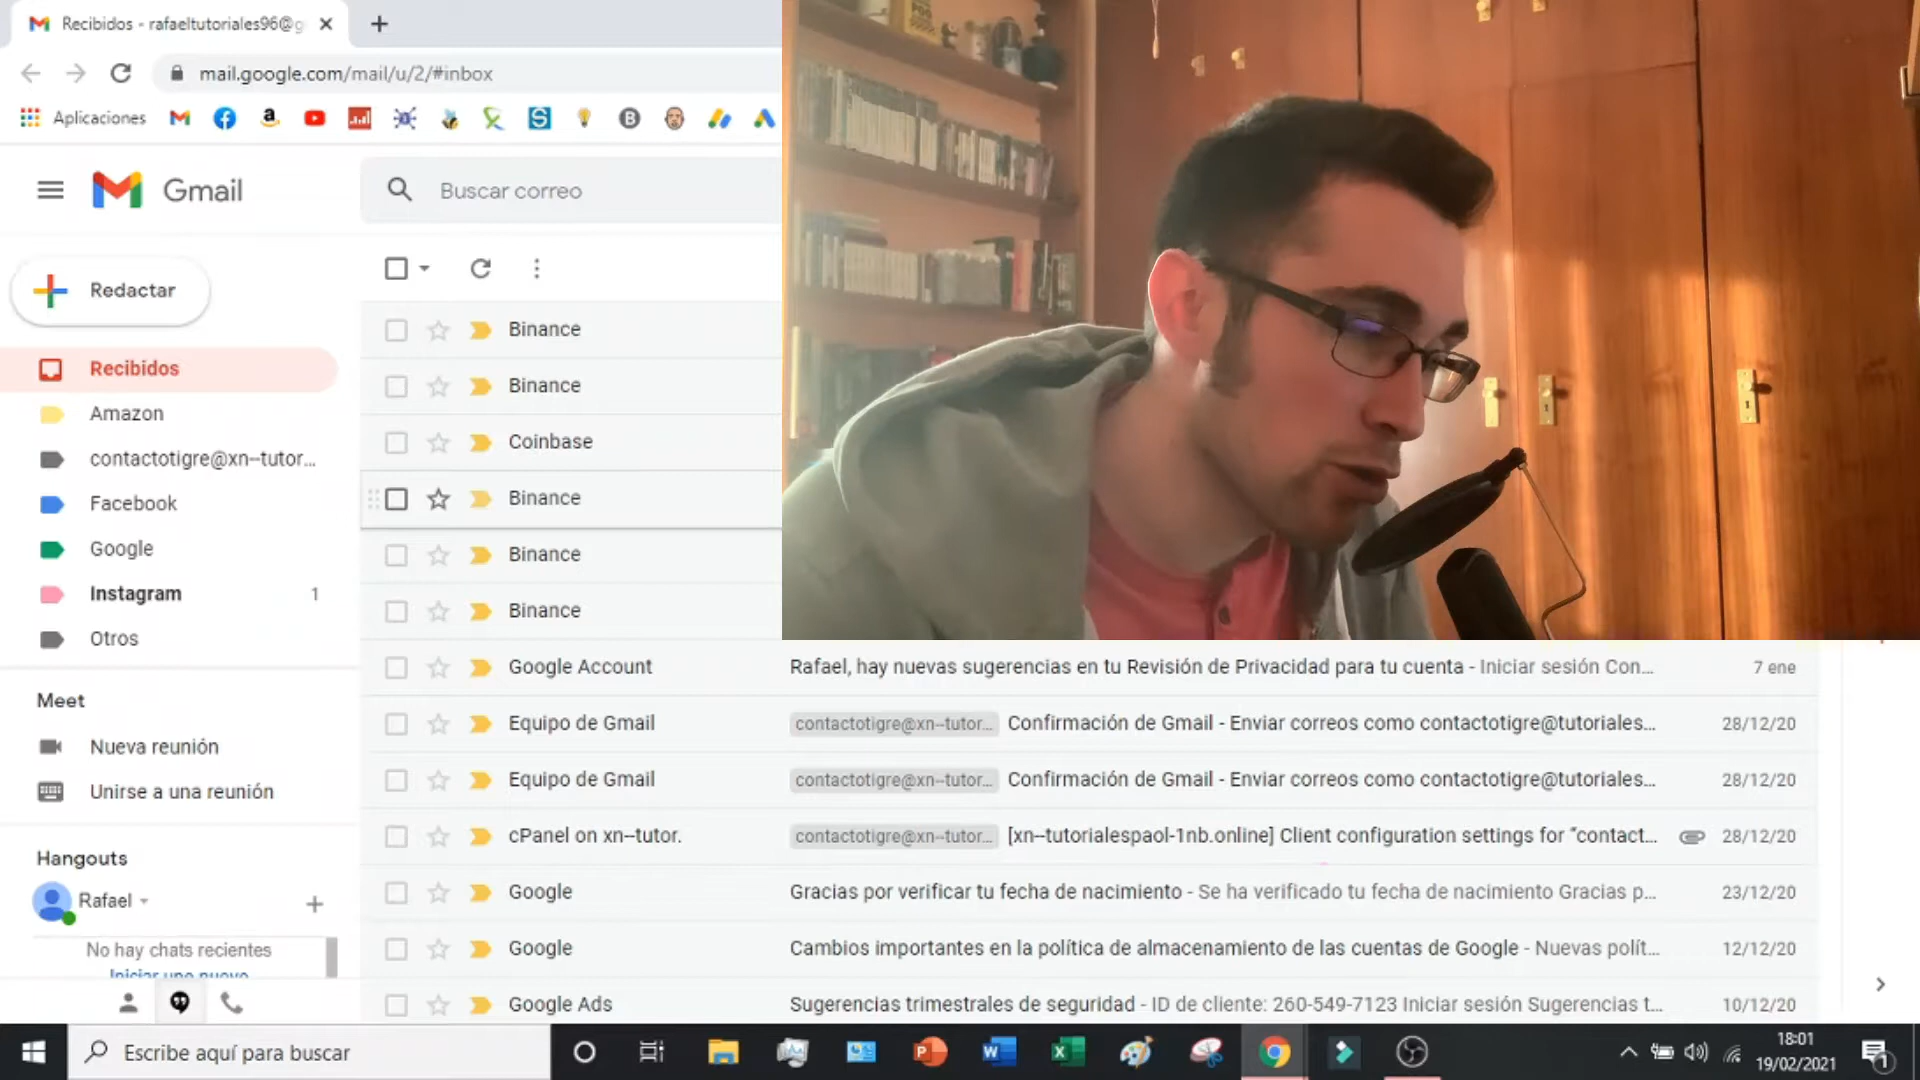 Recibidos - rafaeltutoriales96@g
mail.google.com/mail/u/2/#inbox
Aplicaciones
Gmail
Buscar correo
Redactar
Recibidos
Amazon
contactotigre@xn--tutor...
Facebook
Google
Instagram 1
Otros
Meet
Nueva reunión
Unirse a una reunión
Hangouts
Rafael
No hay chats recientes
Iniciar uno nuevo
Binance
Binance
Coinbase
Binance
Binance
Binance
Google Account Rafael, hay nuevas sugerencias en tu Revisión de Privacidad para tu cuenta - Iniciar sesión Con... 7 ene
Equipo de Gmail contactotigre@xn--tutor... Confirmación de Gmail - Enviar correos como contactotigre@tutoriales... 28/12/20
Equipo de Gmail contactotigre@xn--tutor... Confirmación de Gmail - Enviar correos como contactotigre@tutoriales... 28/12/20
cPanel on xn--tutor. contactotigre@xn--tutor... [xn--tutorialespaol-1nb.online] Client configuration settings for “contact... 28/12/20
Google Gracias por verificar tu fecha de nacimiento - Se ha verificado tu fecha de nacimiento Gracias p... 23/12/20
Google Cambios importantes en la política de almacenamiento de las cuentas de Google - Nuevas polít... 12/12/20
Google Ads Sugerencias trimestrales de seguridad - ID de cliente: 260-549-7123 Iniciar sesión Sugerencias t... 10/12/20
Escribe aquí para buscar
18:01
19/02/2021
1